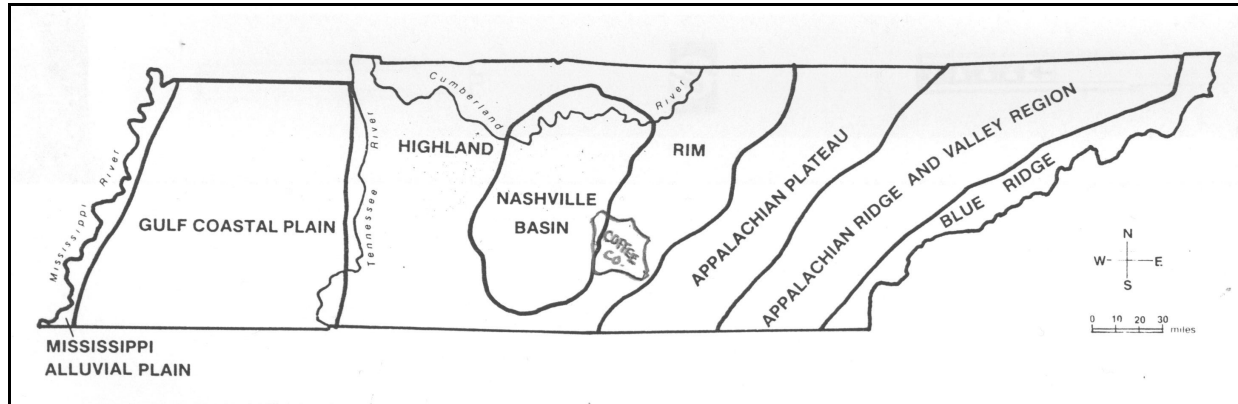 Mississippi River
GULF COASTAL PLAIN
Tennessee River
HIGHLAND
Cumberland River
NASHVILLE
BASIN
COFFEE
CO.
RIM
APPALACHIAN PLATEAU
APPALACHIAN RIDGE AND VALLEY REGION
BLUE RIDGE
N
W E
S
0 10 20 30
miles
MISSISSIPPI
ALLUVIAL PLAIN